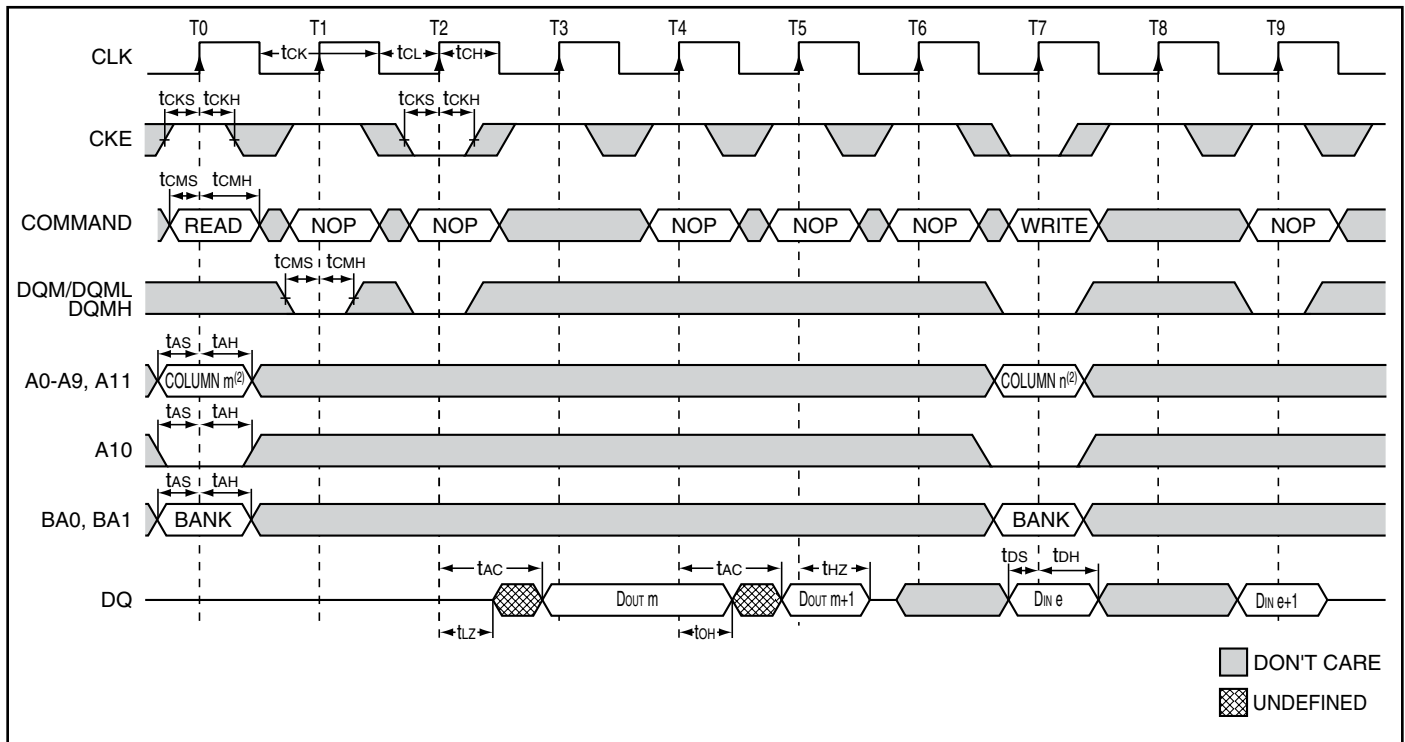 T0 T1 T2 T3 T4 T5 T6 T7 T8 T9
CLK
tCK tCL tCH
tCKS tCKH tCKS tCKH
CKE
tCMS tCMH
COMMAND READ NOP NOP NOP NOP NOP WRITE NOP
tCMS tCMH
DQM/DQML
DQMH
tAS tAH
A0-A9, A11 COLUMN m(2) COLUMN n(2)
tAS tAH
A10
tAS tAH
BA0, BA1 BANK BANK
tAC tAC tHZ tDS tDH
DQ DOUT m DOUT m+1 DIN e DIN e+1
tLZ tOH
DON'T CARE
UNDEFINED